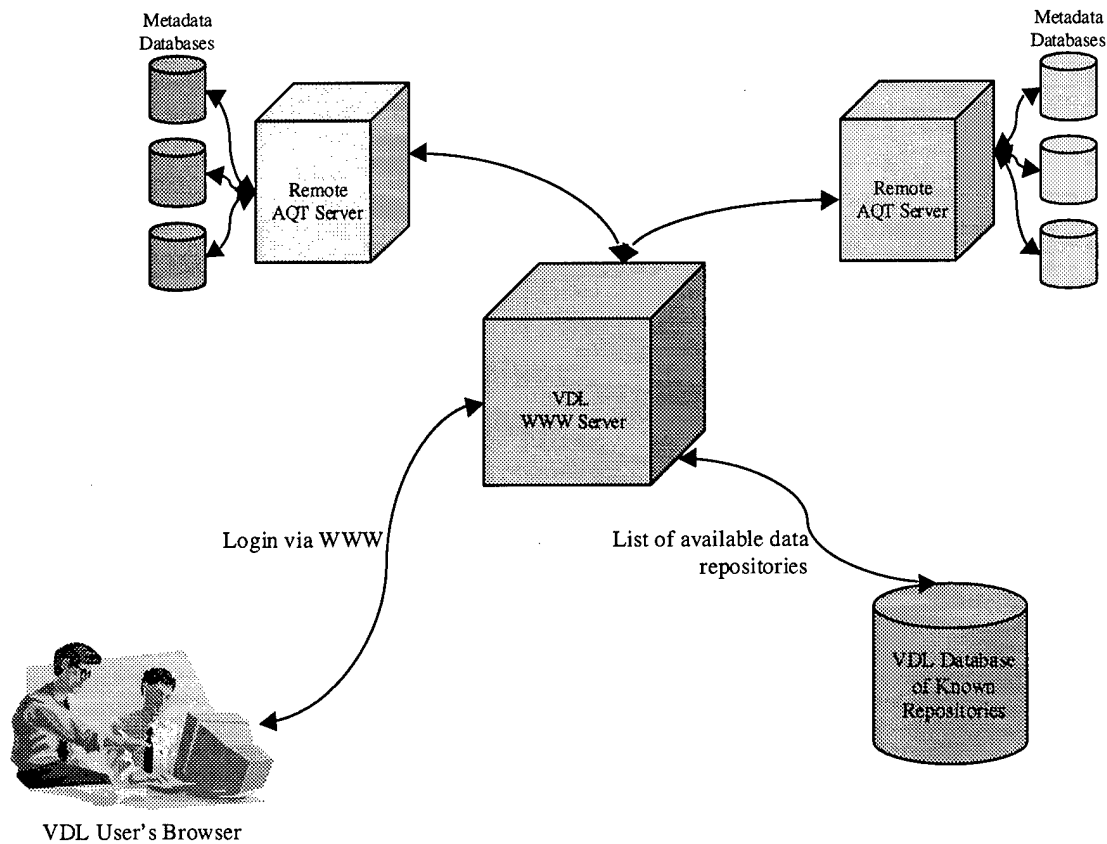 Metadata
Databases
Metadata
Databases
Remote
AQT Server
Remote
AQT Server
VDL
WWW Server
Login via WWW
List of available data
repositories
VDL Database
of Known
Repositories
VDL User's Browser